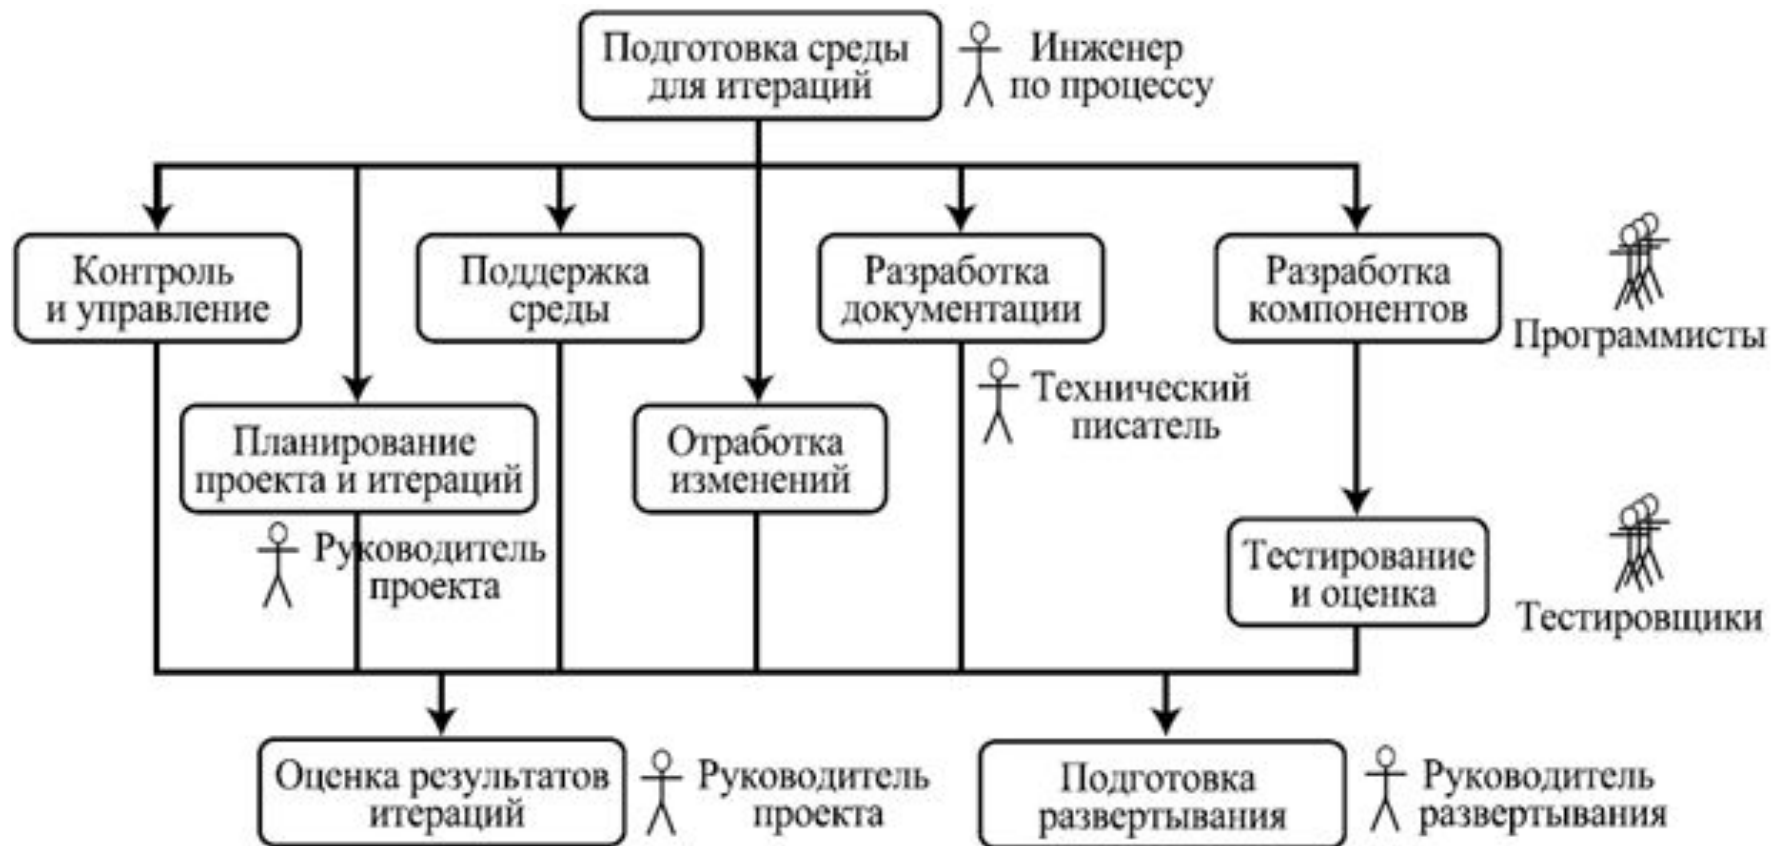 Подготовка среды
для итераций
Инженер
по процессу
Контроль
и управление
Поддержка
среды
Разработка
документации
Разработка
компонентов
Программисты
Планирование
проекта и итераций
Отработка
изменений
Технический
писатель
Руководитель
проекта
Тестирование
и оценка
Тестировщики
Оценка результатов
итераций
Руководитель
проекта
Подготовка
развертывания
Руководитель
развертывания